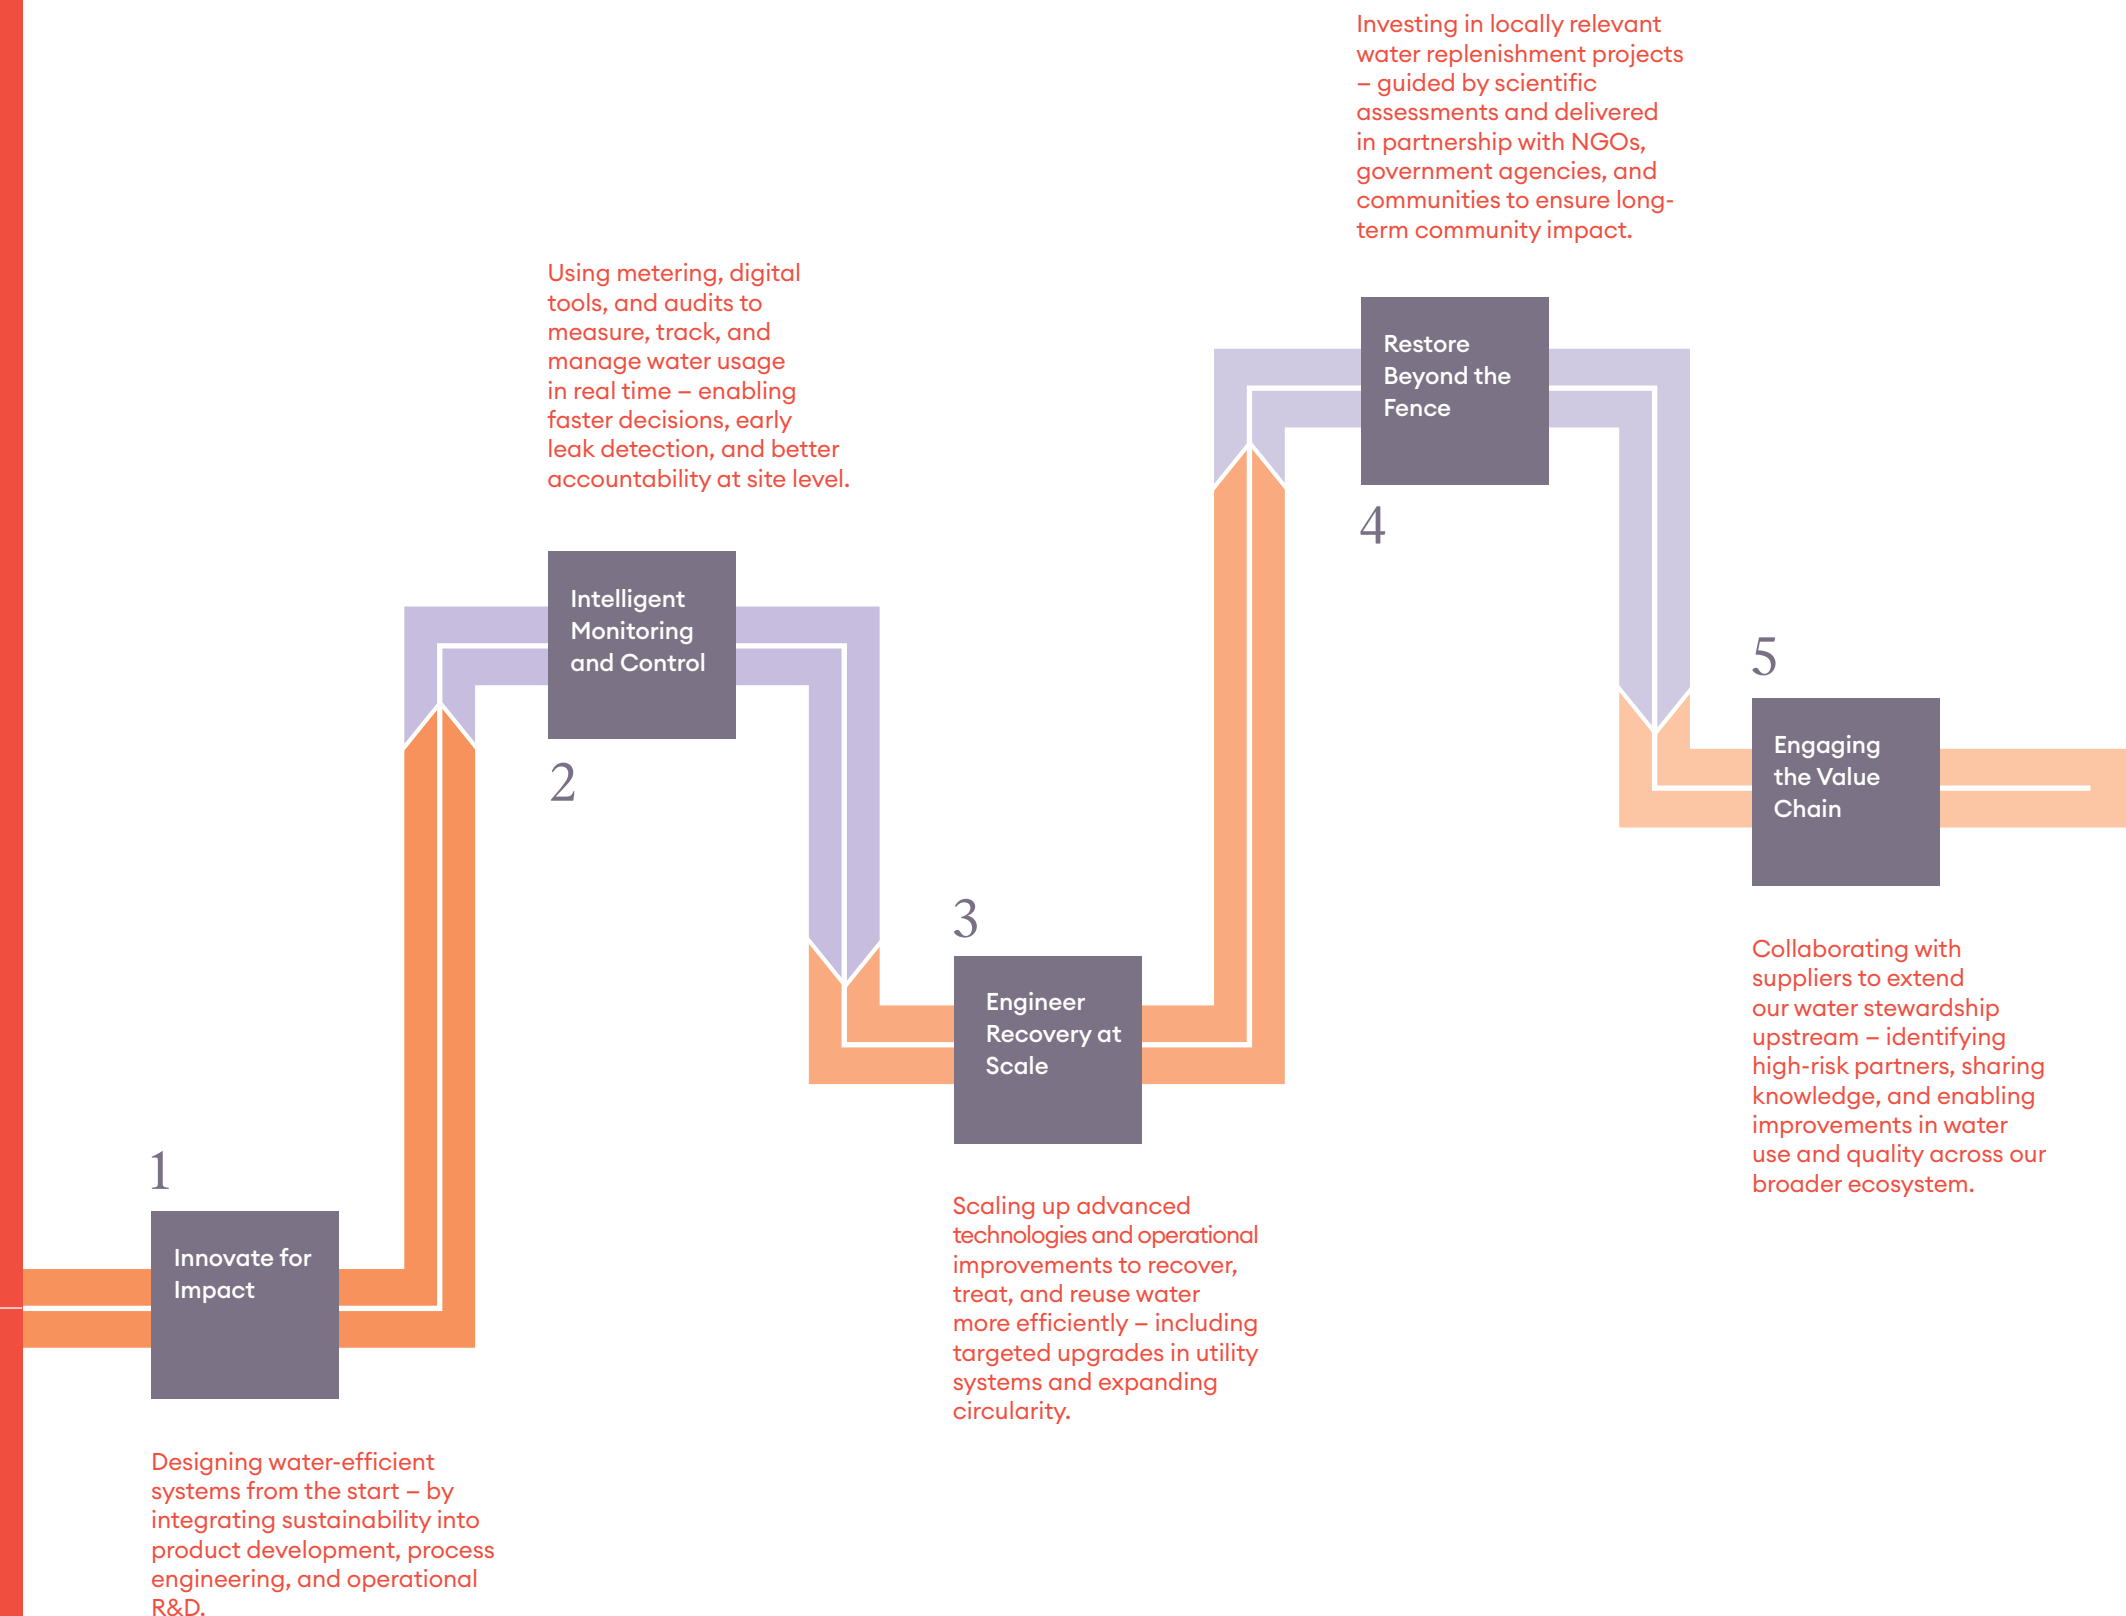 1
Innovate for
Impact
Designing water-efficient
systems from the start – by
integrating sustainability into
product development, process
engineering, and operational
R&D.
Using metering, digital
tools, and audits to
measure, track, and
manage water usage
in real time – enabling
faster decisions, early
leak detection, and better
accountability at site level.
Intelligent
Monitoring
and Control
2
3
Engineer
Recovery at
Scale
Scaling up advanced
technologies and operational
improvements to recover,
treat, and reuse water
more efficiently – including
targeted upgrades in utility
systems and expanding
circularity.
Investing in locally relevant
water replenishment projects
– guided by scientific
assessments and delivered
in partnership with NGOs,
government agencies, and
communities to ensure long-
term community impact.
Restore
Beyond the
Fence
4
5
Engaging
the Value
Chain
Collaborating with
suppliers to extend
our water stewardship
upstream – identifying
high-risk partners, sharing
knowledge, and enabling
improvements in water
use and quality across our
broader ecosystem.